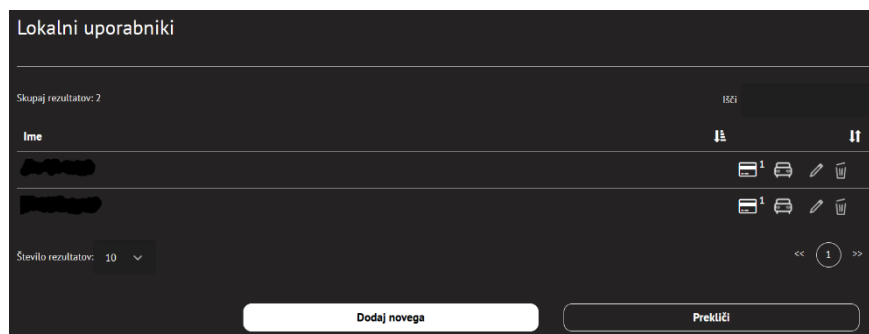 Lokalni uporabniki
Skupaj rezultatov: 2
Išči
Ime
1
1
Število rezultatov: 10
<< 1 >>
Dodaj novega
Prekliči